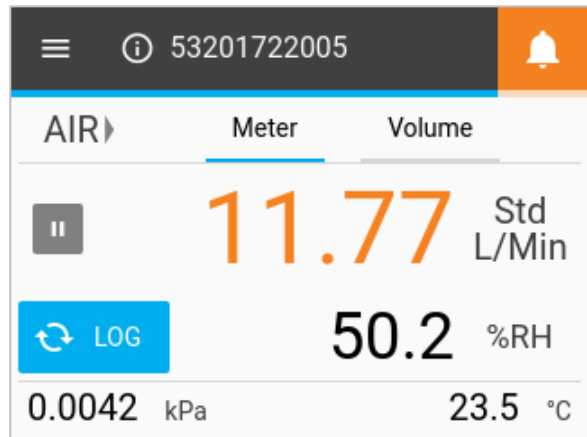 53201722005
AIR
Meter
Volume
11.77 Std L/Min
LOG
50.2 %RH
0.0042 kPa
23.5 °C